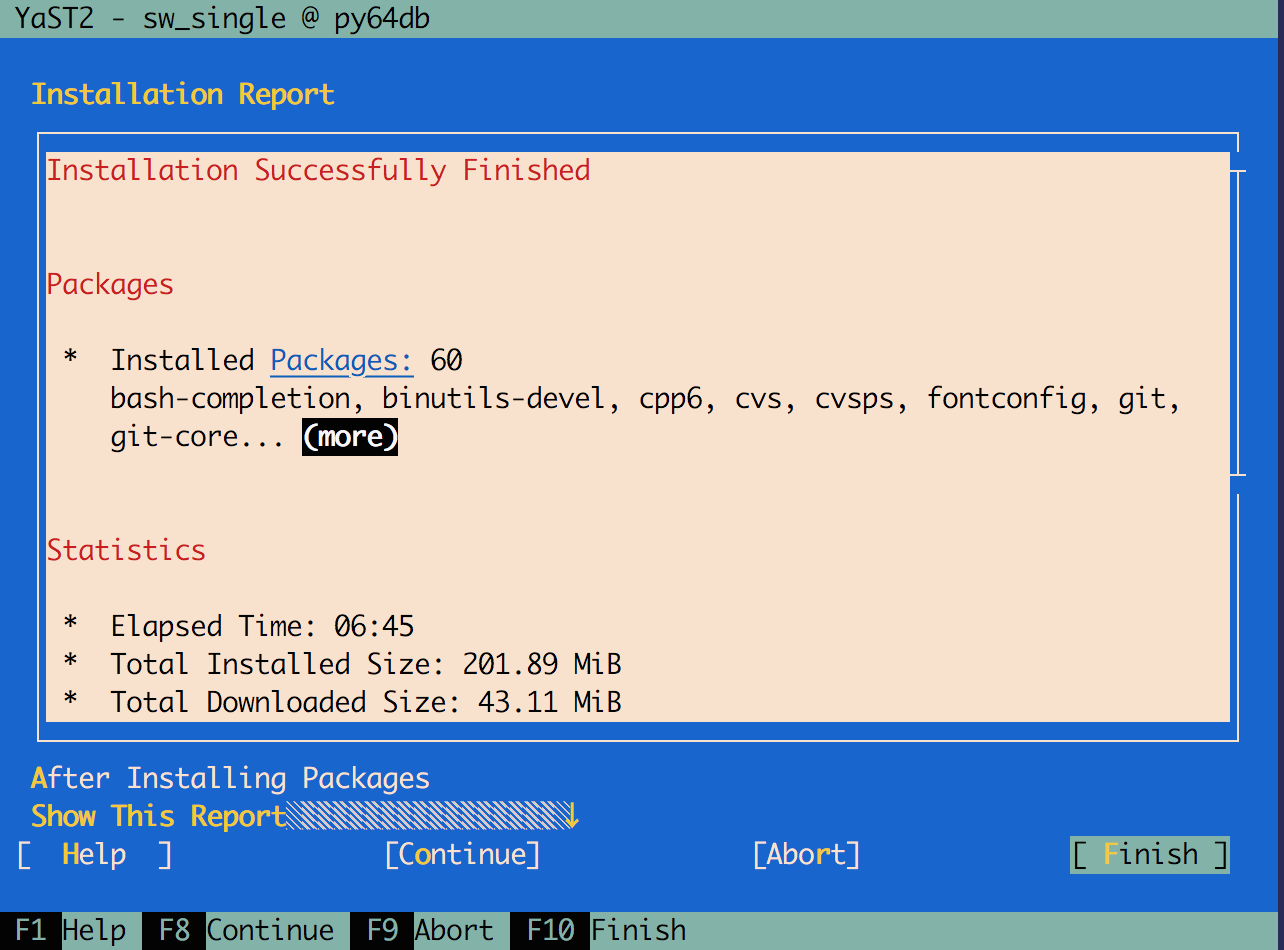 YaST2 - sw_single @ py64db
Installation Report
Installation Successfully Finished
Packages
* Installed Packages: 60
bash-completion, binutils-devel, cpp6, cvs, cvsps, fontconfig, git,
git-core... (more)
Statistics
* Elapsed Time: 06:45
* Total Installed Size: 201.89 MiB
* Total Downloaded Size: 43.11 MiB
After Installing Packages
Show This Report↓
[ Help ] [Continue] [Abort] [ Finish ]
F1 Help F8 Continue F9 Abort F10 Finish